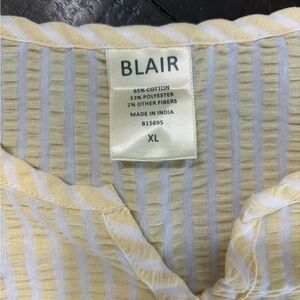 BLAIR
65% COTTON
33% POLYESTER
2% OTHER FIBERS
MADE IN INDIA
B15695
XL